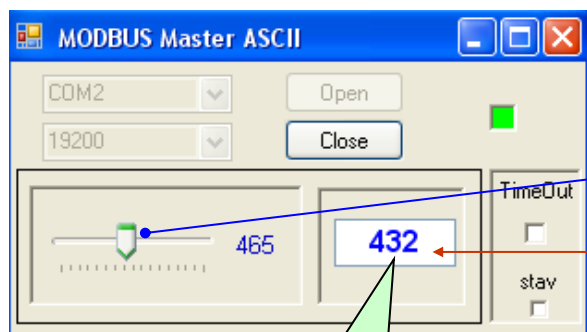 MODBUS Master ASCII
COM2
Open
19200
Close
TimeOut
465
432
stav